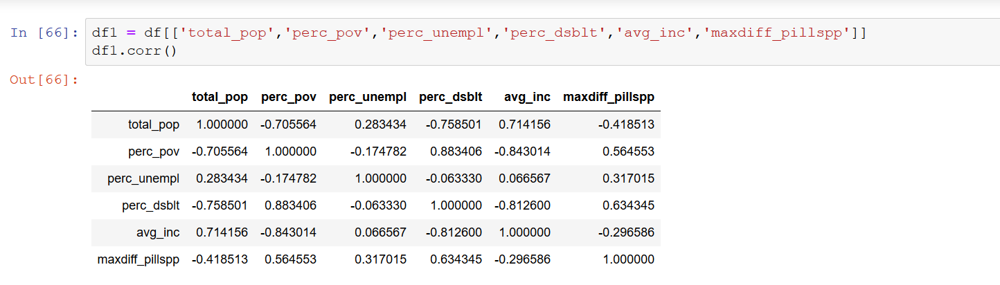 In [66]: df1 = df[['total_pop','perc_pov','perc_unempl','perc_dsblt','avg_inc','maxdiff_pillspp']]
df1.corr()
Out[66]:
total_pop perc_pov perc_unempl perc_dsblt avg_inc maxdiff_pillspp
total_pop 1.000000 -0.705564 0.283434 -0.758501 0.714156 -0.418513
perc_pov -0.705564 1.000000 -0.174782 0.883406 -0.843014 0.564553
perc_unempl 0.283434 -0.174782 1.000000 -0.063330 0.066567 0.317015
perc_dsblt -0.758501 0.883406 -0.063330 1.000000 -0.812600 0.634345
avg_inc 0.714156 -0.843014 0.066567 -0.812600 1.000000 -0.296586
maxdiff_pillspp -0.418513 0.564553 0.317015 0.634345 -0.296586 1.000000